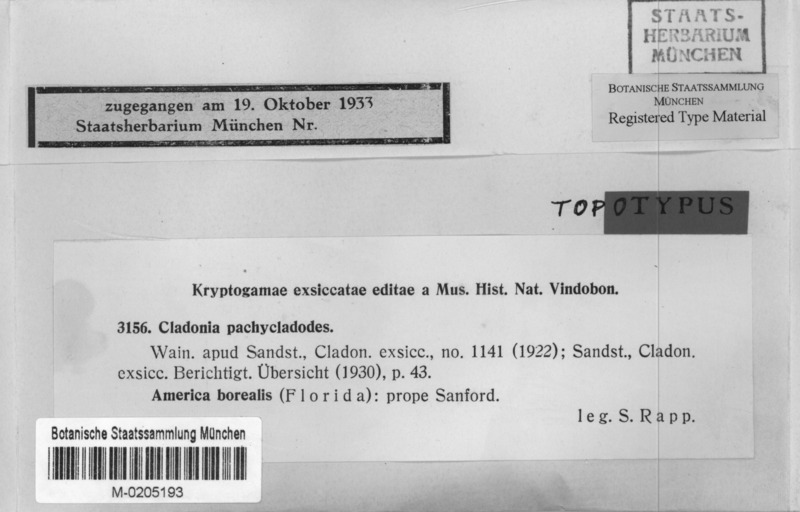 STAATS-
HERBARIUM
MÜNCHEN
BOTANISCHE STAATSSAMMLUNG
MÜNCHEN
Registered Type Material
zugegangen am 19. Oktober 1933
Staatsherbarium München Nr.
TOPOTYPUS
Kryptogamae exsiccatae editae a Mus. Hist. Nat. Vindobon.
3156. Cladonia pachycladodes.
Wain. apud Sandst., Cladon. exsicc., no. 1141 (1922); Sandst., Cladon.
exsicc. Berichtigt. Übersicht (1930), p. 43.
America borealis (Florida): prope Sanford.
leg. S. Rapp.
Botanische Staatssammlung München
M-0205193